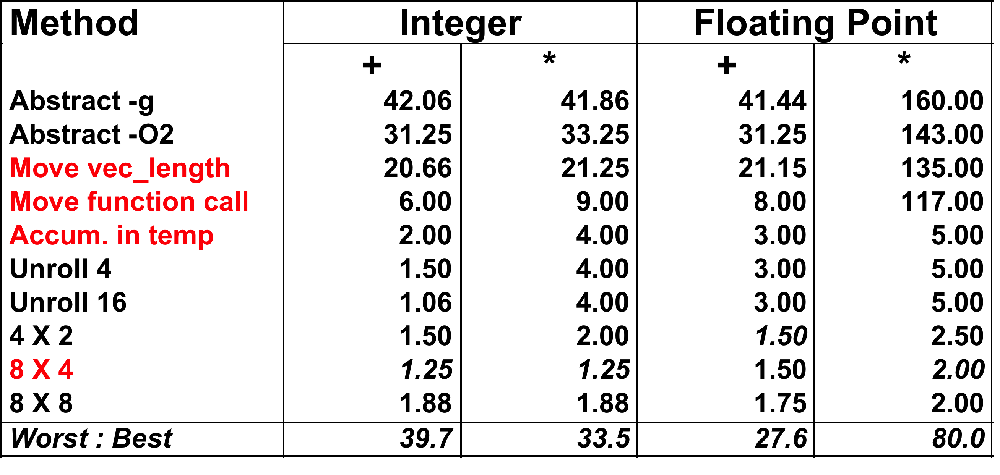 Method Integer Floating Point
+ * + *
Abstract -g 42.06 41.86 41.44 160.00
Abstract -O2 31.25 33.25 31.25 143.00
Move vec_length 20.66 21.25 21.15 135.00
Move function call 6.00 9.00 8.00 117.00
Accum. in temp 2.00 4.00 3.00 5.00
Unroll 4 1.50 4.00 3.00 5.00
Unroll 16 1.06 4.00 3.00 5.00
4 X 2 1.50 2.00 1.50 2.50
8 X 4 1.25 1.25 1.50 2.00
8 X 8 1.88 1.88 1.75 2.00
Worst : Best 39.7 33.5 27.6 80.0